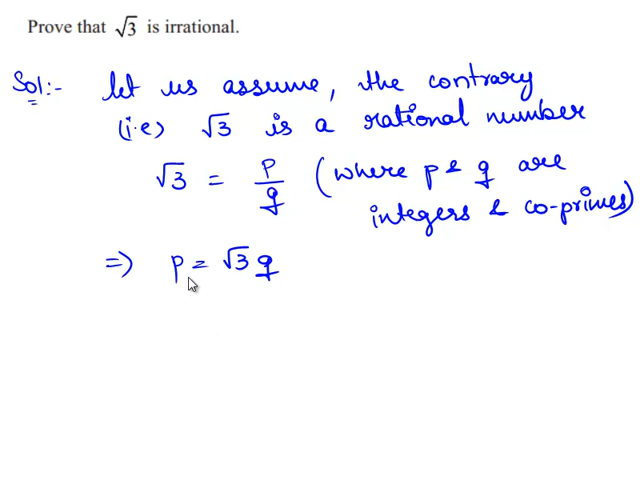 Prove that √3 is irrational.
Sol:- let us assume, the contrary
(i.e) √3 is a rational number
√3 = p/q (where p & q are
integers & co-primes)
=> p = √3 q